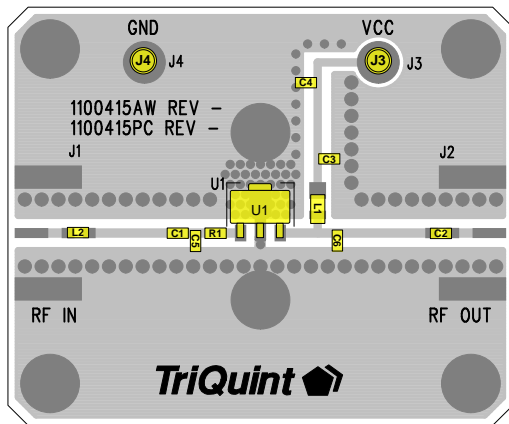 GND
VCC
J4
J4
J3
J3
C4
1100415AW REV -
1100415PC REV -
J1
C3
J2
U1
U1
L1
L2
C1
C5
R1
C6
C2
RF IN
RF OUT
TriQuint